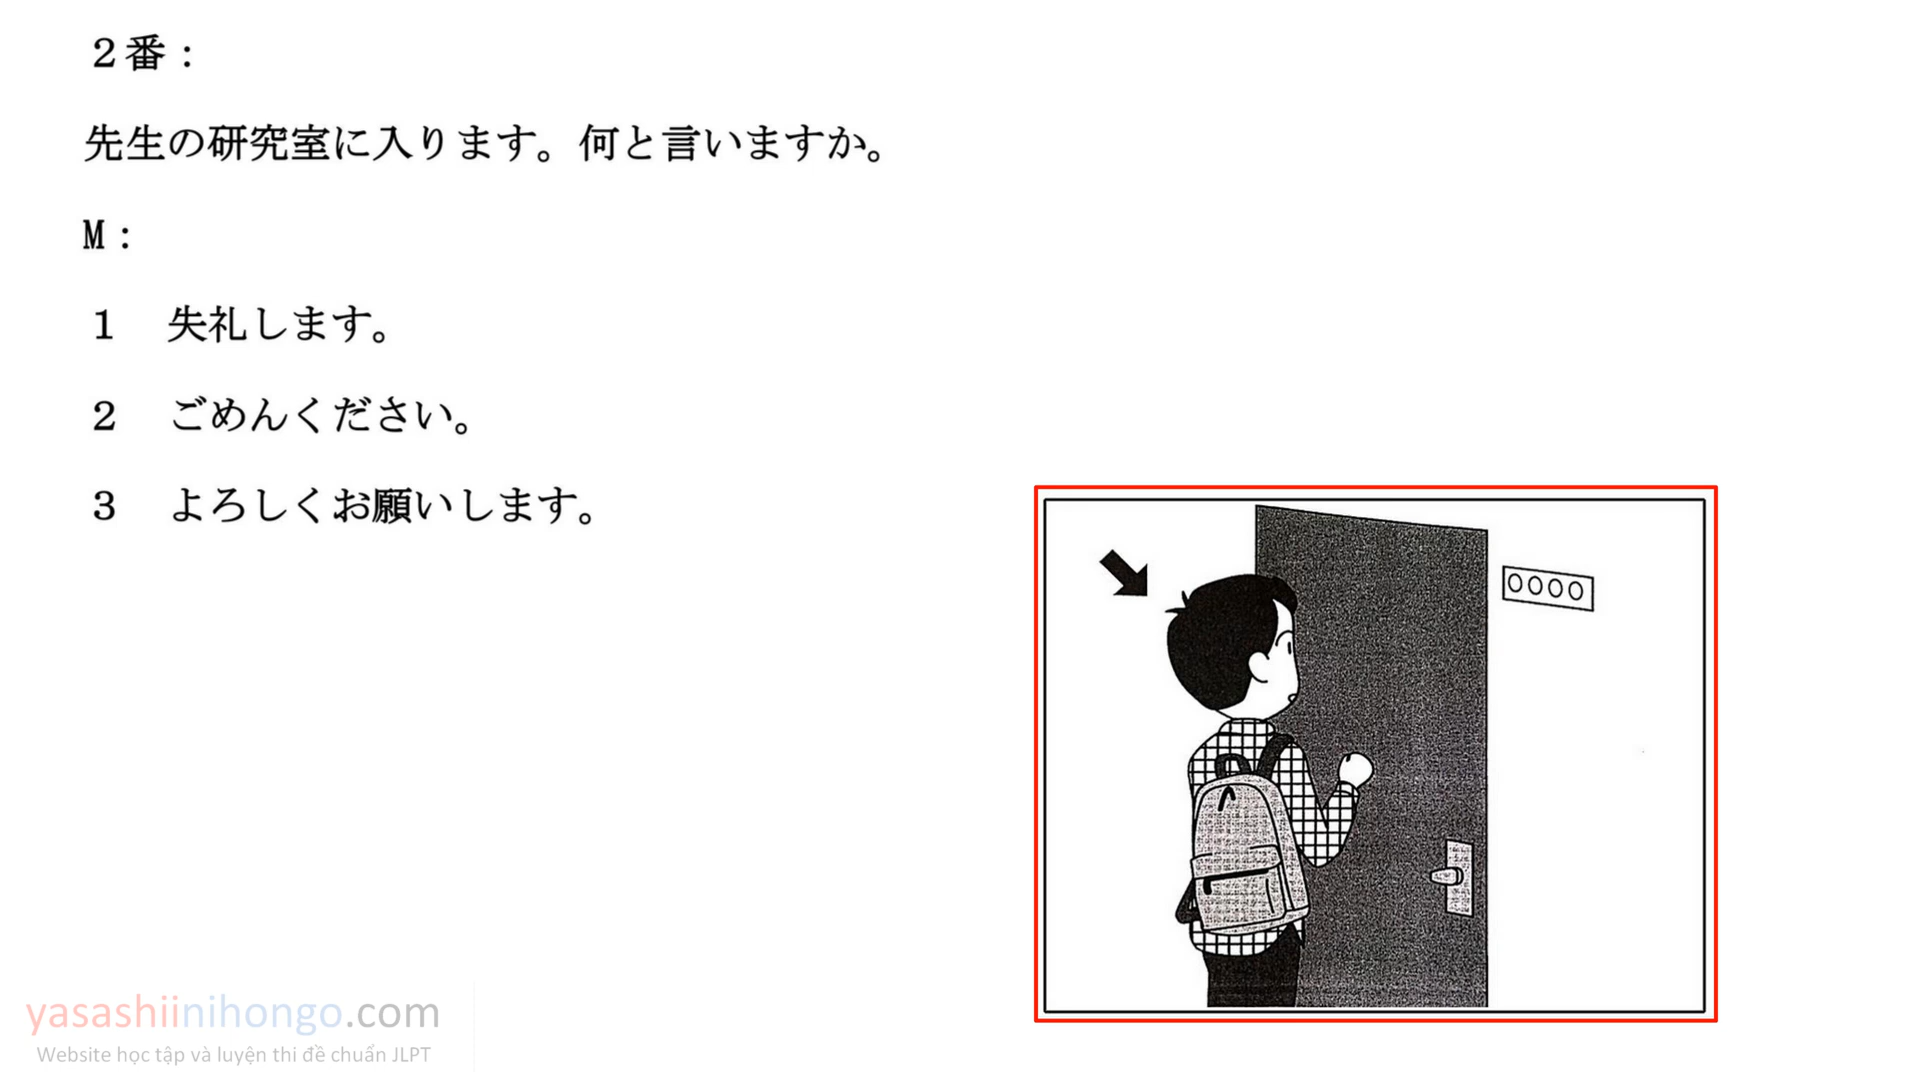 ２番：
先生の研究室に入ります。何と言いますか。
M：
１　失礼します。
２　ごめんください。
３　よろしくお願いします。
○○○○
yasashiinihongo.com
Website học tập và luyện thi đề chuẩn JLPT